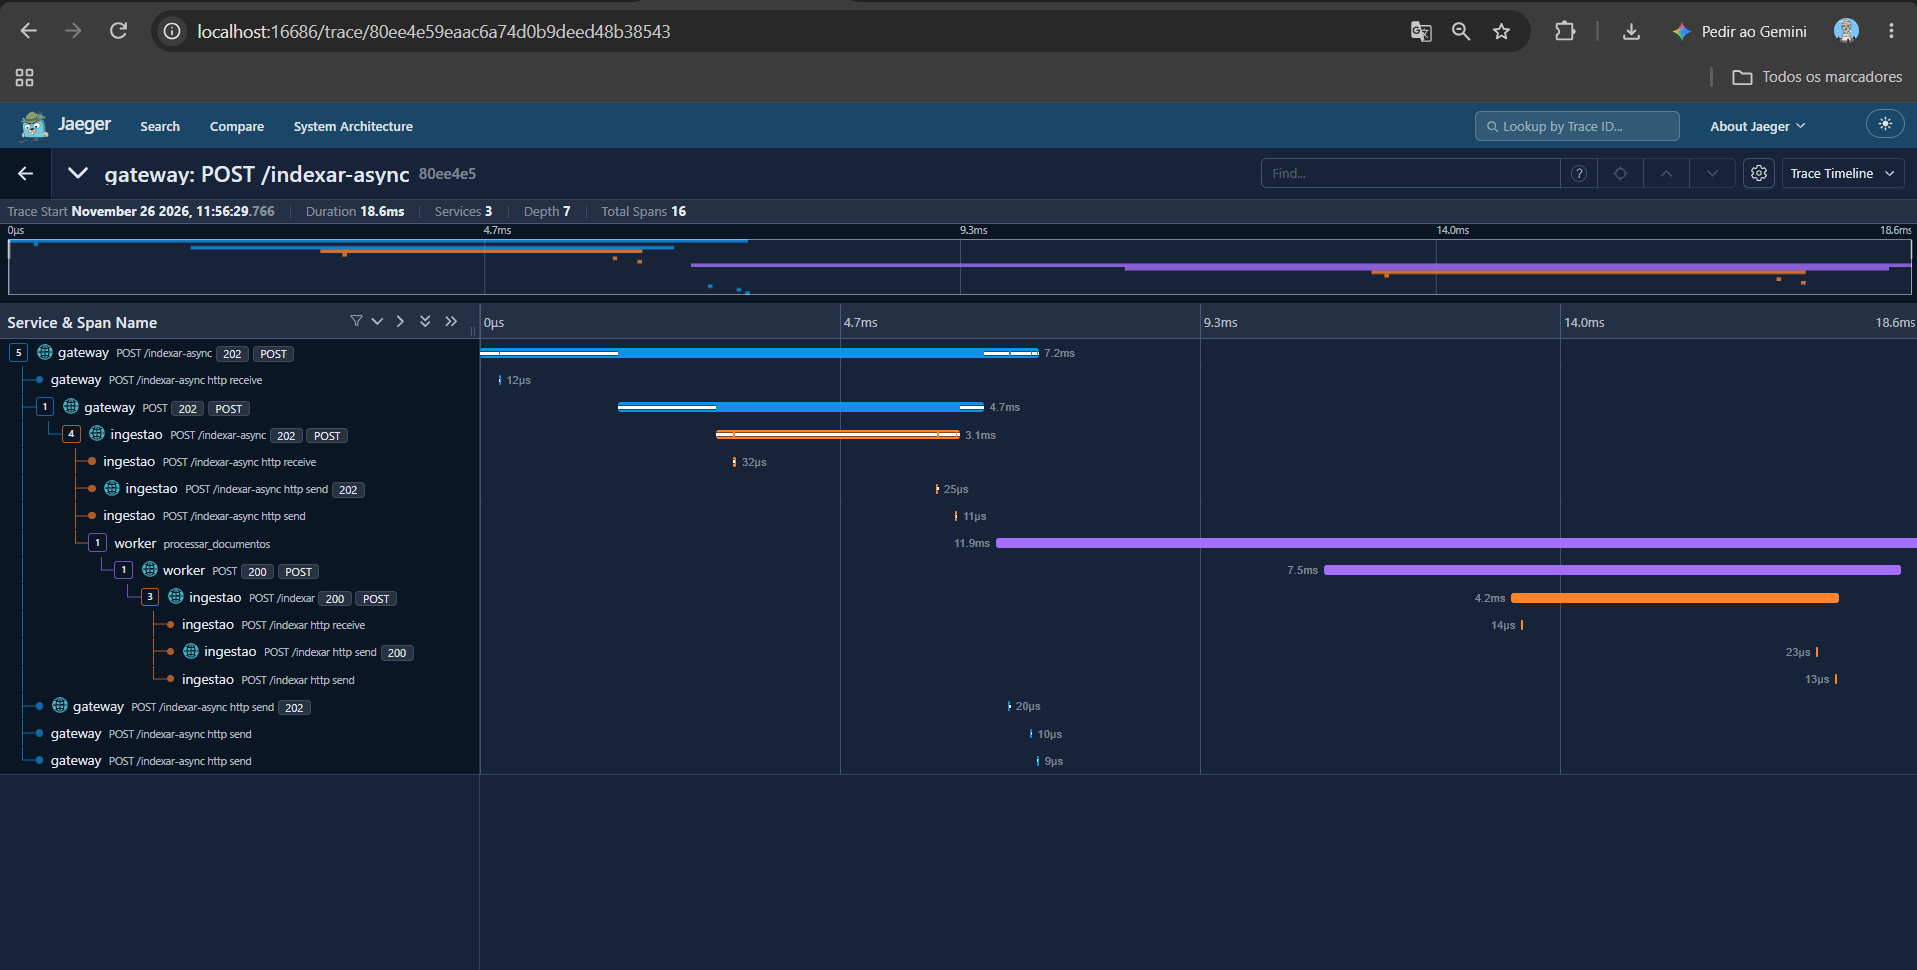 localhost:16686/trace/80ee4e59eaac6a74d0b9deed48b38543
Pedir ao Gemini
Todos os marcadores
Jaeger Search Compare System Architecture Lookup by Trace ID... About Jaeger
gateway: POST /indexar-async 80ee4e5 Find... ? Trace Timeline
Trace Start November 26 2026, 11:56:29.766 Duration 18.6ms Services 3 Depth 7 Total Spans 16
0μs 4.7ms 9.3ms 14.0ms 18.6ms
Service & Span Name 0μs 4.7ms 9.3ms 14.0ms 18.6ms
5 gateway POST /indexar-async 202 POST 7.2ms
gateway POST /indexar-async http receive 12μs
1 gateway POST 202 POST 4.7ms
4 ingestao POST /indexar-async 202 POST 3.1ms
ingestao POST /indexar-async http receive 32μs
ingestao POST /indexar-async http send 202 25μs
ingestao POST /indexar-async http send 11μs
1 worker processar_documentos 11.9ms
1 worker POST 200 POST 7.5ms
3 ingestao POST /indexar 200 POST 4.2ms
ingestao POST /indexar http receive 14μs
ingestao POST /indexar http send 200 23μs
ingestao POST /indexar http send 13μs
gateway POST /indexar-async http send 202 20μs
gateway POST /indexar-async http send 10μs
gateway POST /indexar-async http send 9μs